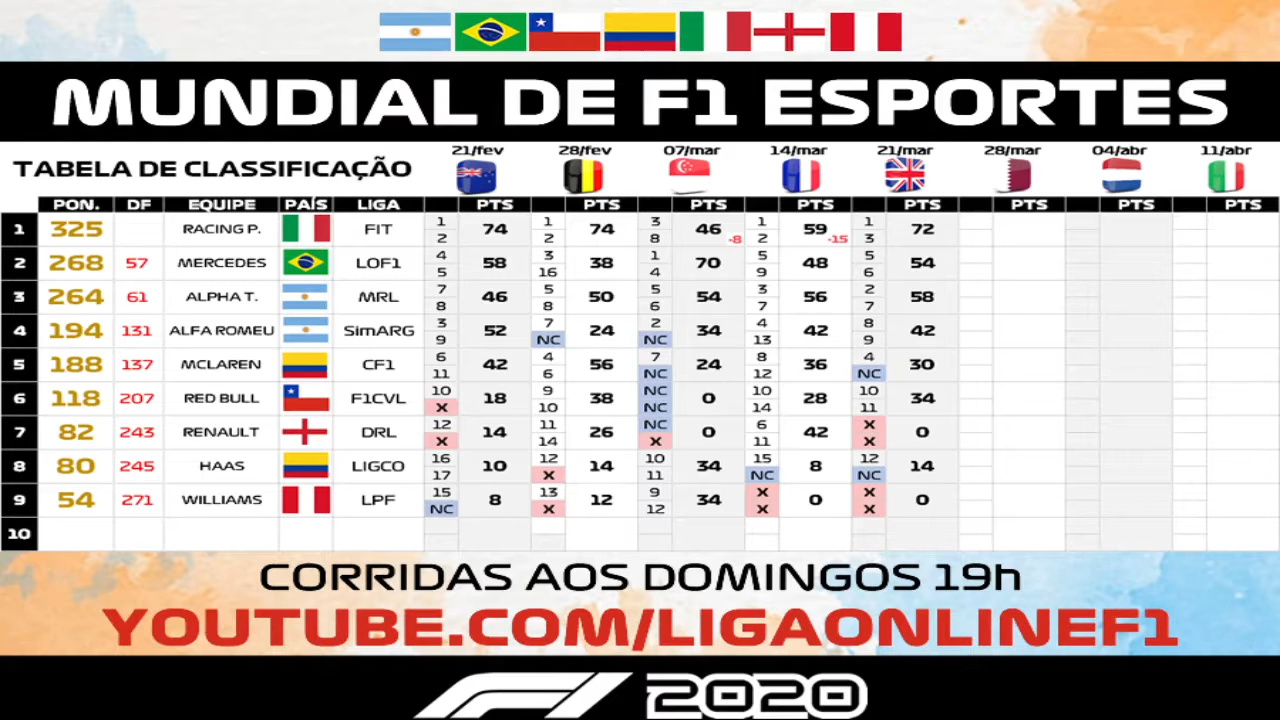 MUNDIAL DE F1 ESPORTES
TABELA DE CLASSIFICAÇÃO 21/fev 28/fev 07/mar 14/mar 21/mar 28/mar 04/abr 11/abr
PON. DF EQUIPE PAÍS LIGA PTS PTS PTS PTS PTS PTS PTS PTS
1 325 RACING P. FIT 1 2 74 1 2 74 3 8 46 -8 1 2 59 -15 1 3 72
2 268 57 MERCEDES LOF1 4 5 58 3 16 38 1 4 70 5 9 48 5 6 54
3 264 61 ALPHA T. MRL 7 8 46 5 8 50 5 6 54 3 7 56 2 7 58
4 194 131 ALFA ROMEU SimARG 3 9 52 7 NC 24 2 NC 34 4 13 42 8 9 42
5 188 137 MCLAREN CF1 6 11 42 4 6 56 7 NC 24 8 12 36 4 NC 30
6 118 207 RED BULL F1CVL 10 X 18 9 10 38 NC NC 0 10 14 28 10 11 34
7 82 243 RENAULT DRL 12 X 14 11 14 26 NC X 0 6 11 42 X X 0
8 80 245 HAAS LIGCO 16 17 10 12 X 14 10 11 34 15 NC 8 12 NC 14
9 54 271 WILLIAMS LPF 15 NC 8 13 X 12 9 12 34 X X 0 X X 0
10
CORRIDAS AOS DOMINGOS 19h
YOUTUBE.COM/LIGAONLINEF1
F1 2020